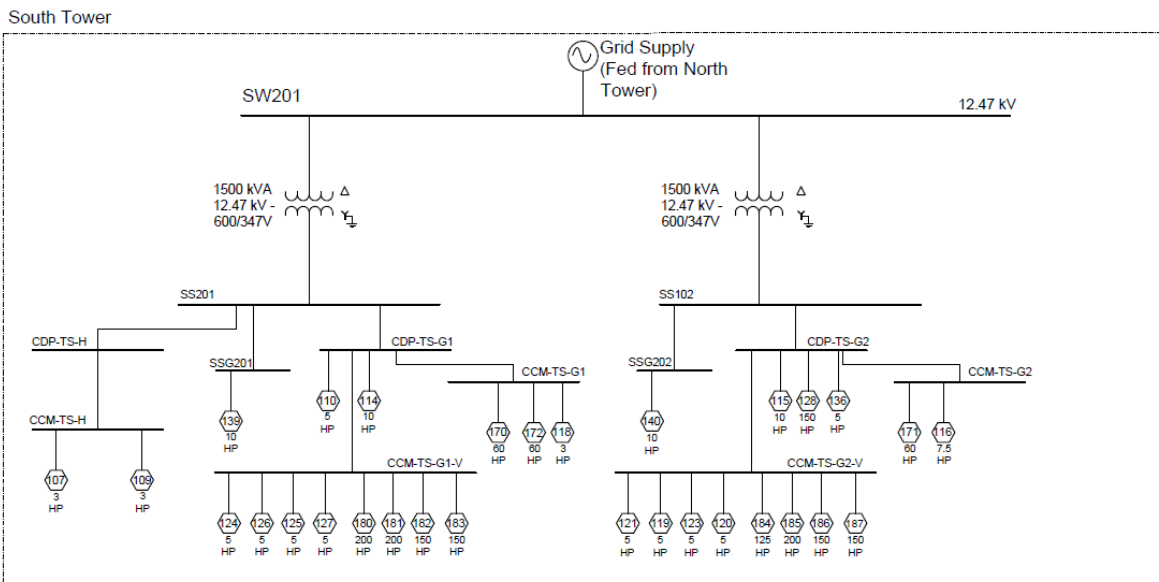 South Tower
Grid Supply
(Fed from North
Tower)
SW201
12.47 kV
1500 kVA
12.47 kV -
600/347V
Δ
1500 kVA
12.47 kV -
600/347V
Δ
SS201
SS102
CDP-TS-H
CDP-TS-G1
CDP-TS-G2
SSG201
SSG202
CCM-TS-G1
CCM-TS-G2
CCM-TS-H
110
5
HP
114
10
HP
115
10
HP
128
150
HP
136
5
HP
139
10
HP
170
60
HP
172
60
HP
118
3
HP
140
10
HP
171
60
HP
116
7.5
HP
107
3
HP
109
3
HP
CCM-TS-G1-V
CCM-TS-G2-V
124
5
HP
126
5
HP
125
5
HP
127
5
HP
180
200
HP
181
200
HP
182
150
HP
183
150
HP
121
5
HP
119
5
HP
123
5
HP
120
5
HP
184
125
HP
185
200
HP
186
150
HP
187
150
HP